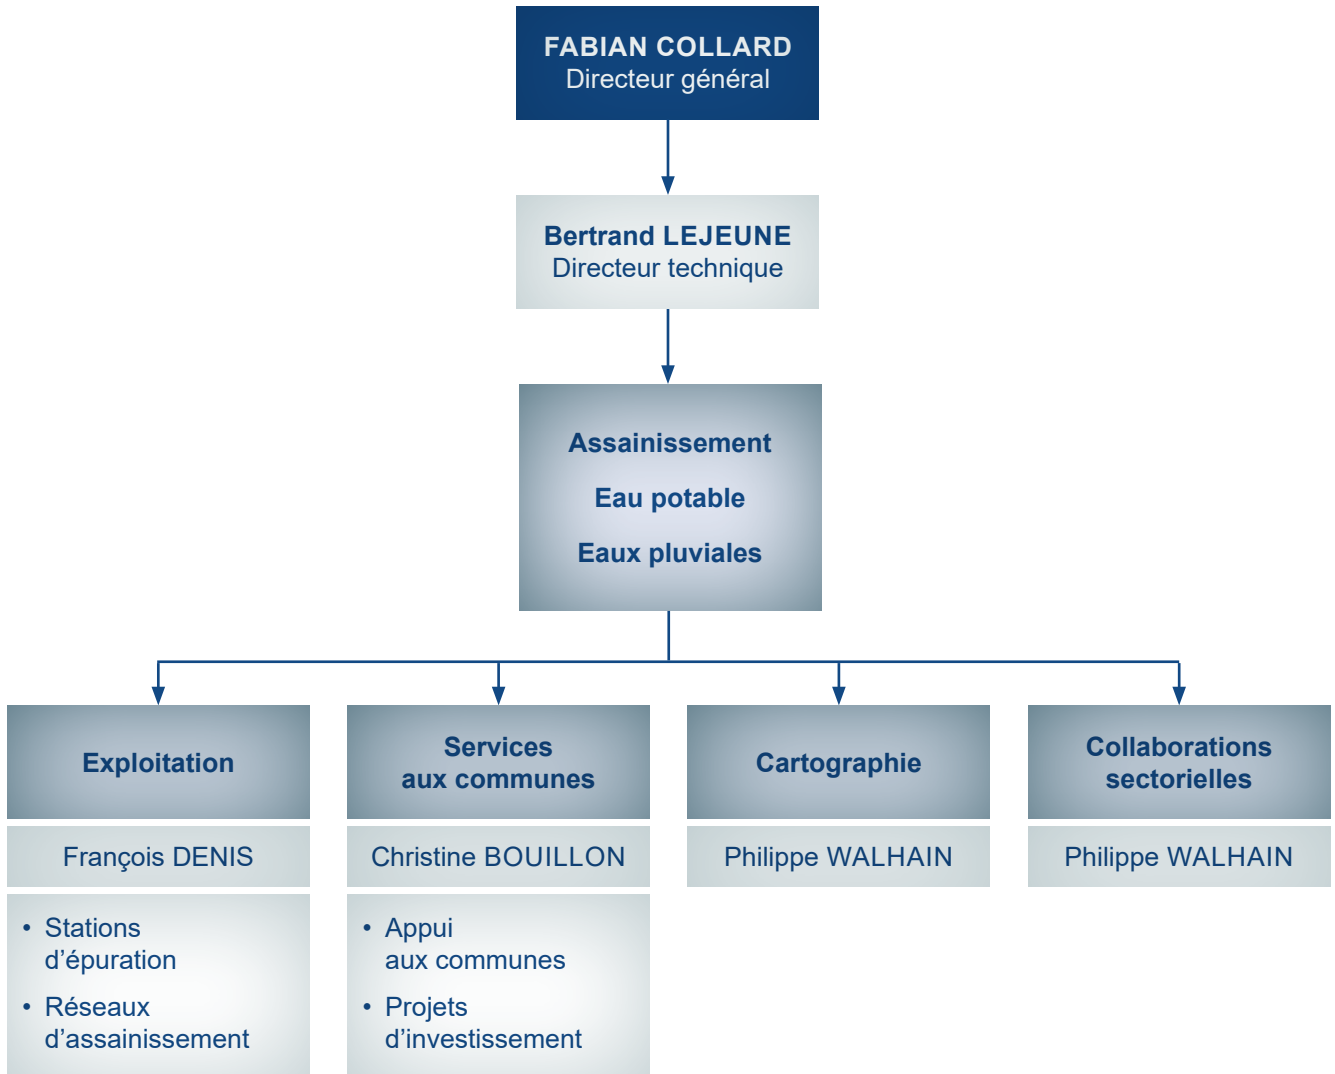 FABIAN COLLARD
Directeur général
Bertrand LEJEUNE
Directeur technique
Assainissement
Eau potable
Eaux pluviales
Exploitation
François DENIS
• Stations
d’épuration
• Réseaux
d’assainissement
Services
aux communes
Christine BOUILLON
• Appui
aux communes
• Projets
d’investissement
Cartographie
Philippe WALHAIN
Collaborations
sectorielles
Philippe WALHAIN